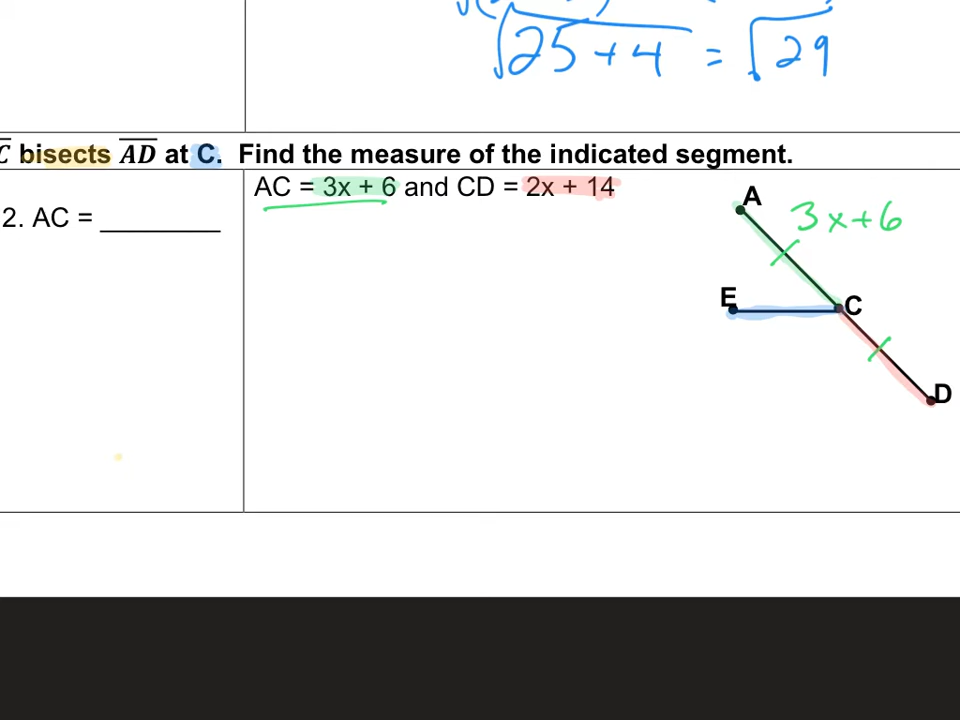 √25 + 4 = √29
C bisects AD at C. Find the measure of the indicated segment.
AC = 3x + 6 and CD = 2x + 14
2. AC = ________
A
3x+6
E
C
D